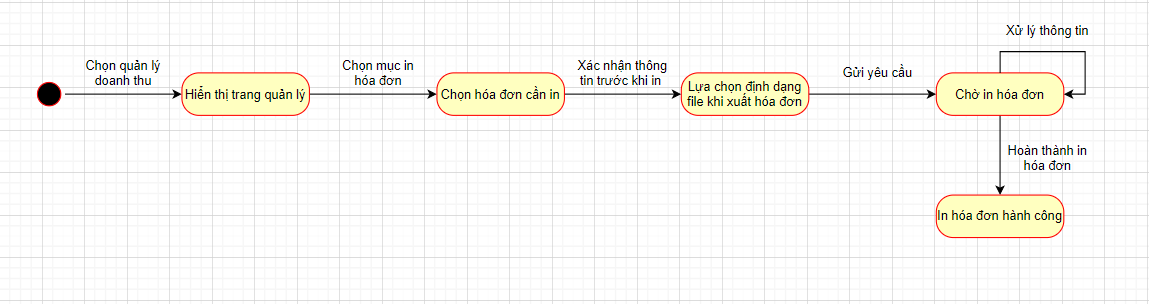 Xử lý thông tin
Chọn quản lý
doanh thu
Chọn mục in
hóa đơn
Xác nhận thông
tin trước khi in
Gửi yêu cầu
Hiển thị trang quản lý
Chọn hóa đơn cần in
Lựa chọn định dạng
file khi xuất hóa đơn
Chờ in hóa đơn
Hoàn thành in
hóa đơn
In hóa đơn hành công